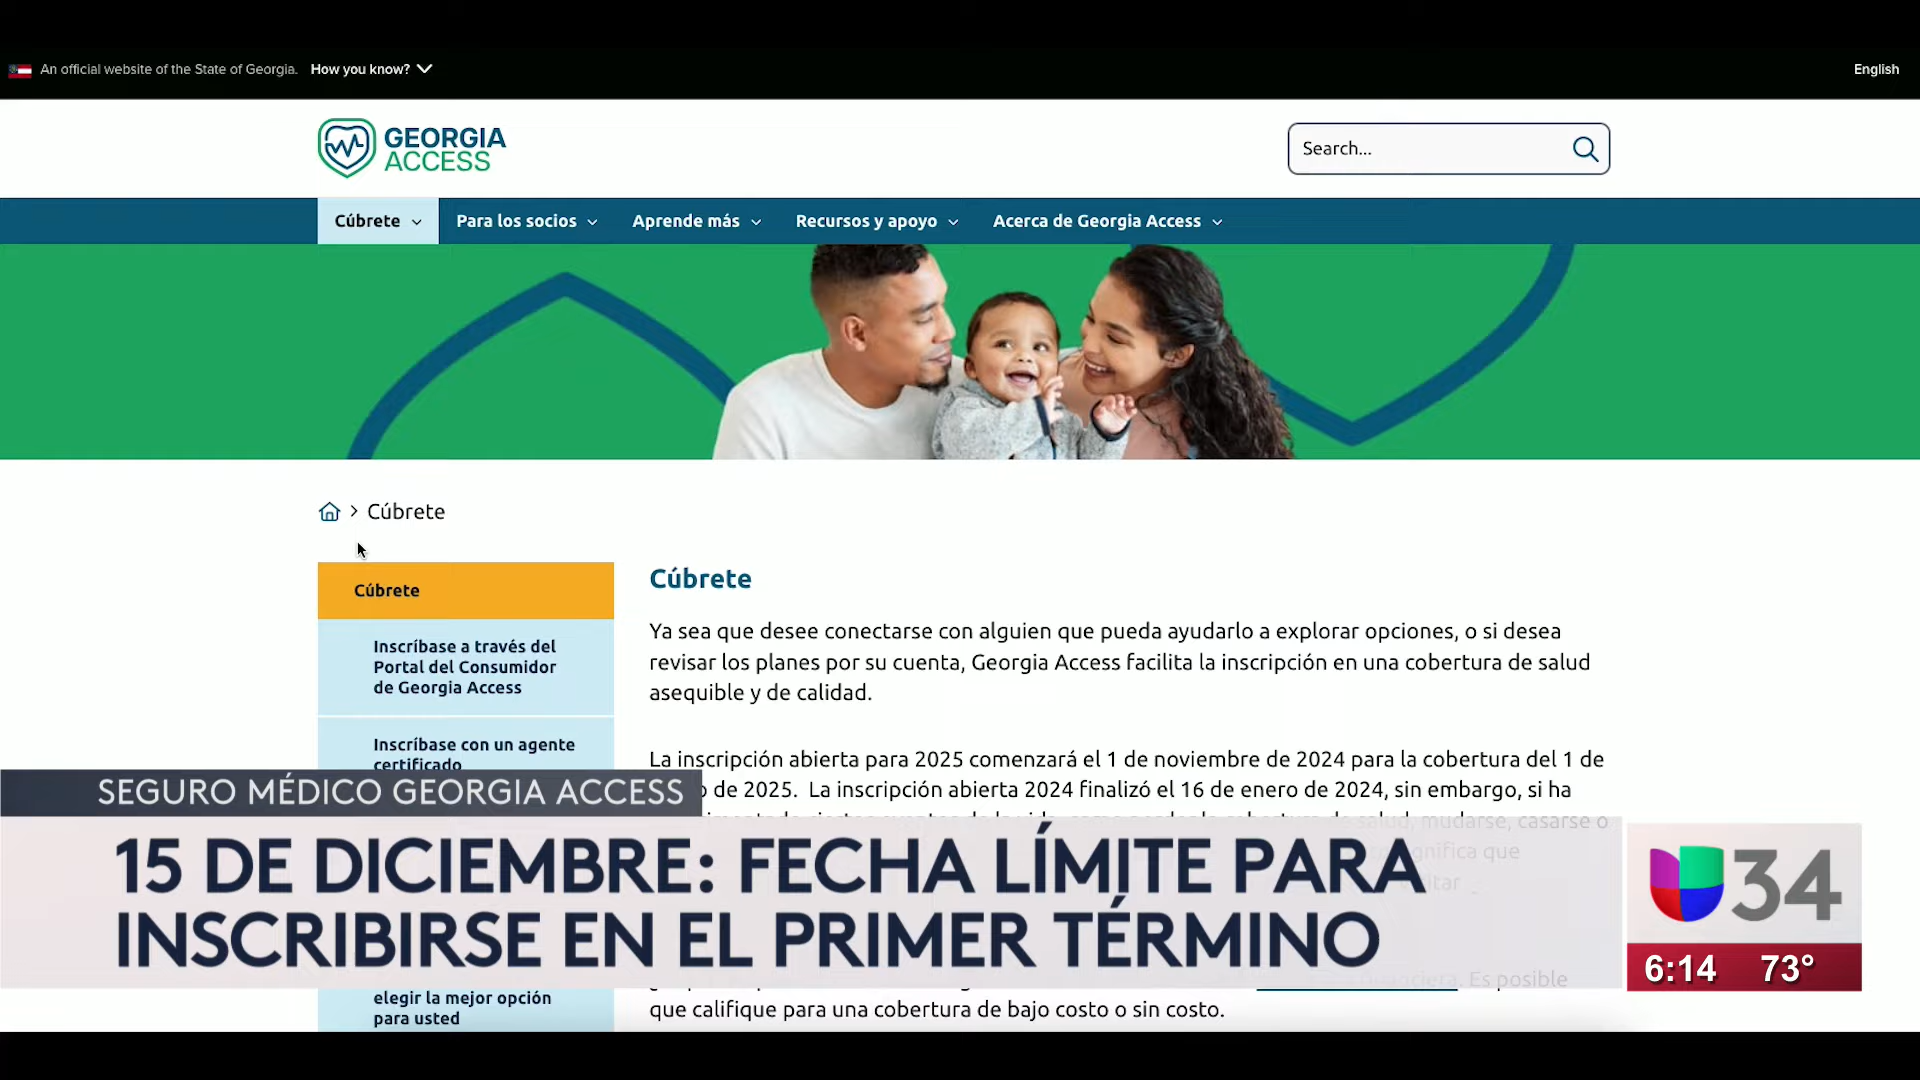 An official website of the State of Georgia. How you know?
English
GEORGIA
ACCESS
Search...
Cúbrete
Para los socios
Aprende más
Recursos y apoyo
Acerca de Georgia Access
Cúbrete
Cúbrete
Inscríbase a través del
Portal del Consumidor
de Georgia Access
Inscríbase con un agente
certificado
elegir la mejor opción
para usted
Cúbrete
Ya sea que desee conectarse con alguien que pueda ayudarlo a explorar opciones, o si desea
revisar los planes por su cuenta, Georgia Access facilita la inscripción en una cobertura de salud
asequible y de calidad.
La inscripción abierta para 2025 comenzará el 1 de noviembre de 2024 para la cobertura del 1 de
de 2025. La inscripción abierta 2024 finalizó el 16 de enero de 2024, sin embargo, si ha
salud, mudarse, casarse o
que
Es posible
que califique para una cobertura de bajo costo o sin costo.
SEGURO MÉDICO GEORGIA ACCESS
15 DE DICIEMBRE: FECHA LÍMITE PARA
INSCRIBIRSE EN EL PRIMER TÉRMINO
34
6:14 73°